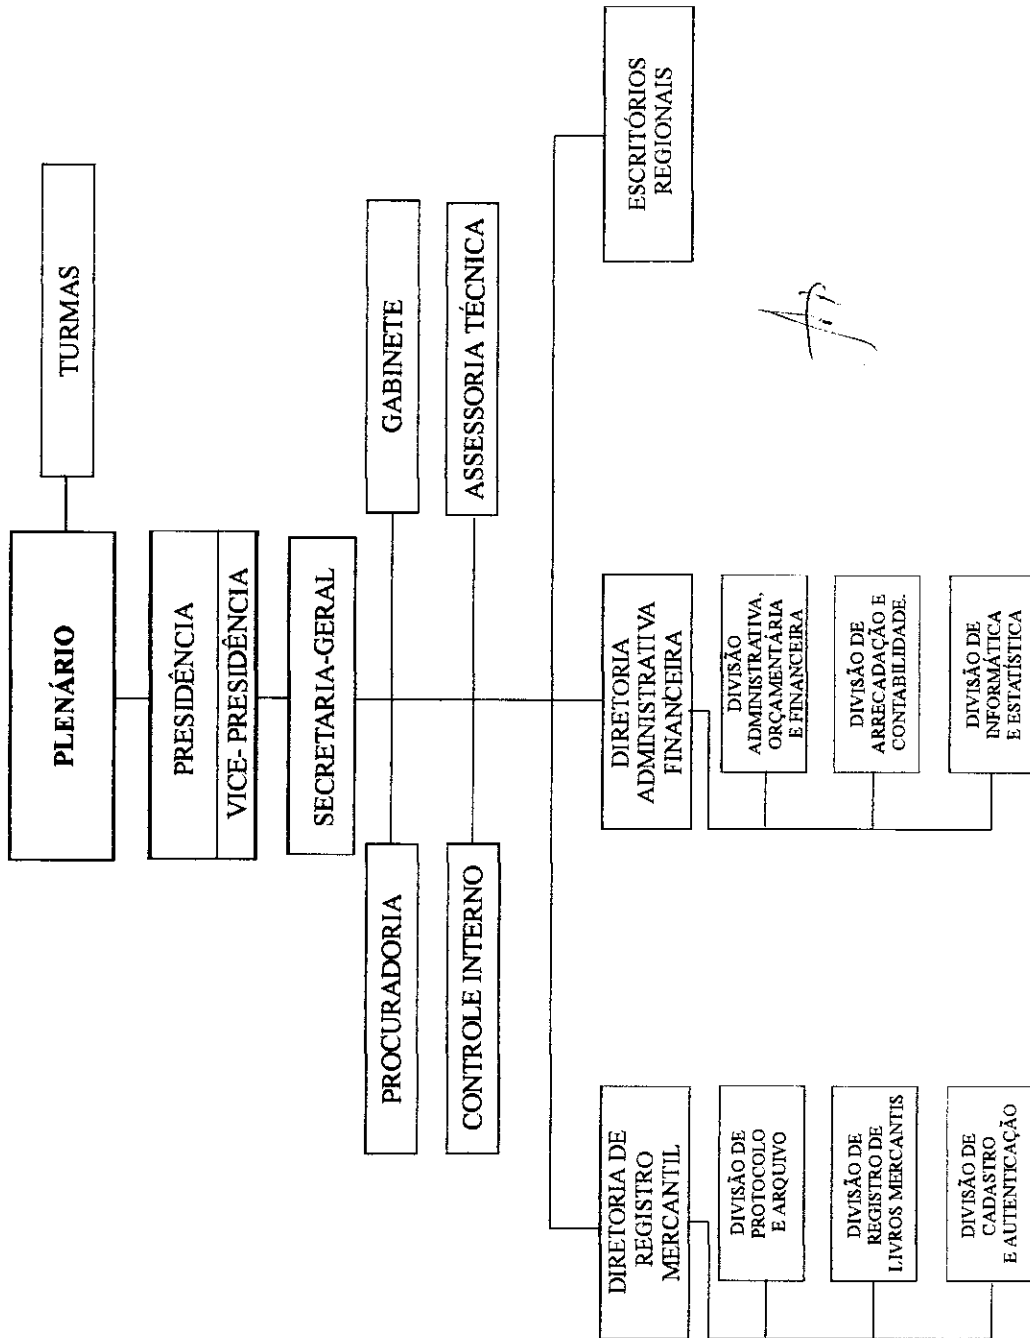 PLENÁRIO
TURMAS
PRESIDÊNCIA
VICE- PRESIDÊNCIA
SECRETARIA-GERAL
PROCURADORIA
GABINETE
CONTROLE INTERNO
ASSESSORIA TÉCNICA
DIRETORIA DE
REGISTRO
MERCANTIL
DIVISÃO DE
PROTOCOLO
E ARQUIVO
DIVISÃO DE
REGISTRO DE
LIVROS MERCANTIS
DIVISÃO DE
CADASTRO
E AUTENTICAÇÃO
DIRETORIA
ADMINISTRATIVA
FINANCEIRA
DIVISÃO
ADMINISTRATIVA,
ORÇAMENTÁRIA
E FINANCEIRA
DIVISÃO DE
ARRECADAÇÃO E
CONTABILIDADE.
DIVISÃO DE
INFORMÁTICA
E ESTATÍSTICA
ESCRITÓRIOS
REGIONAIS